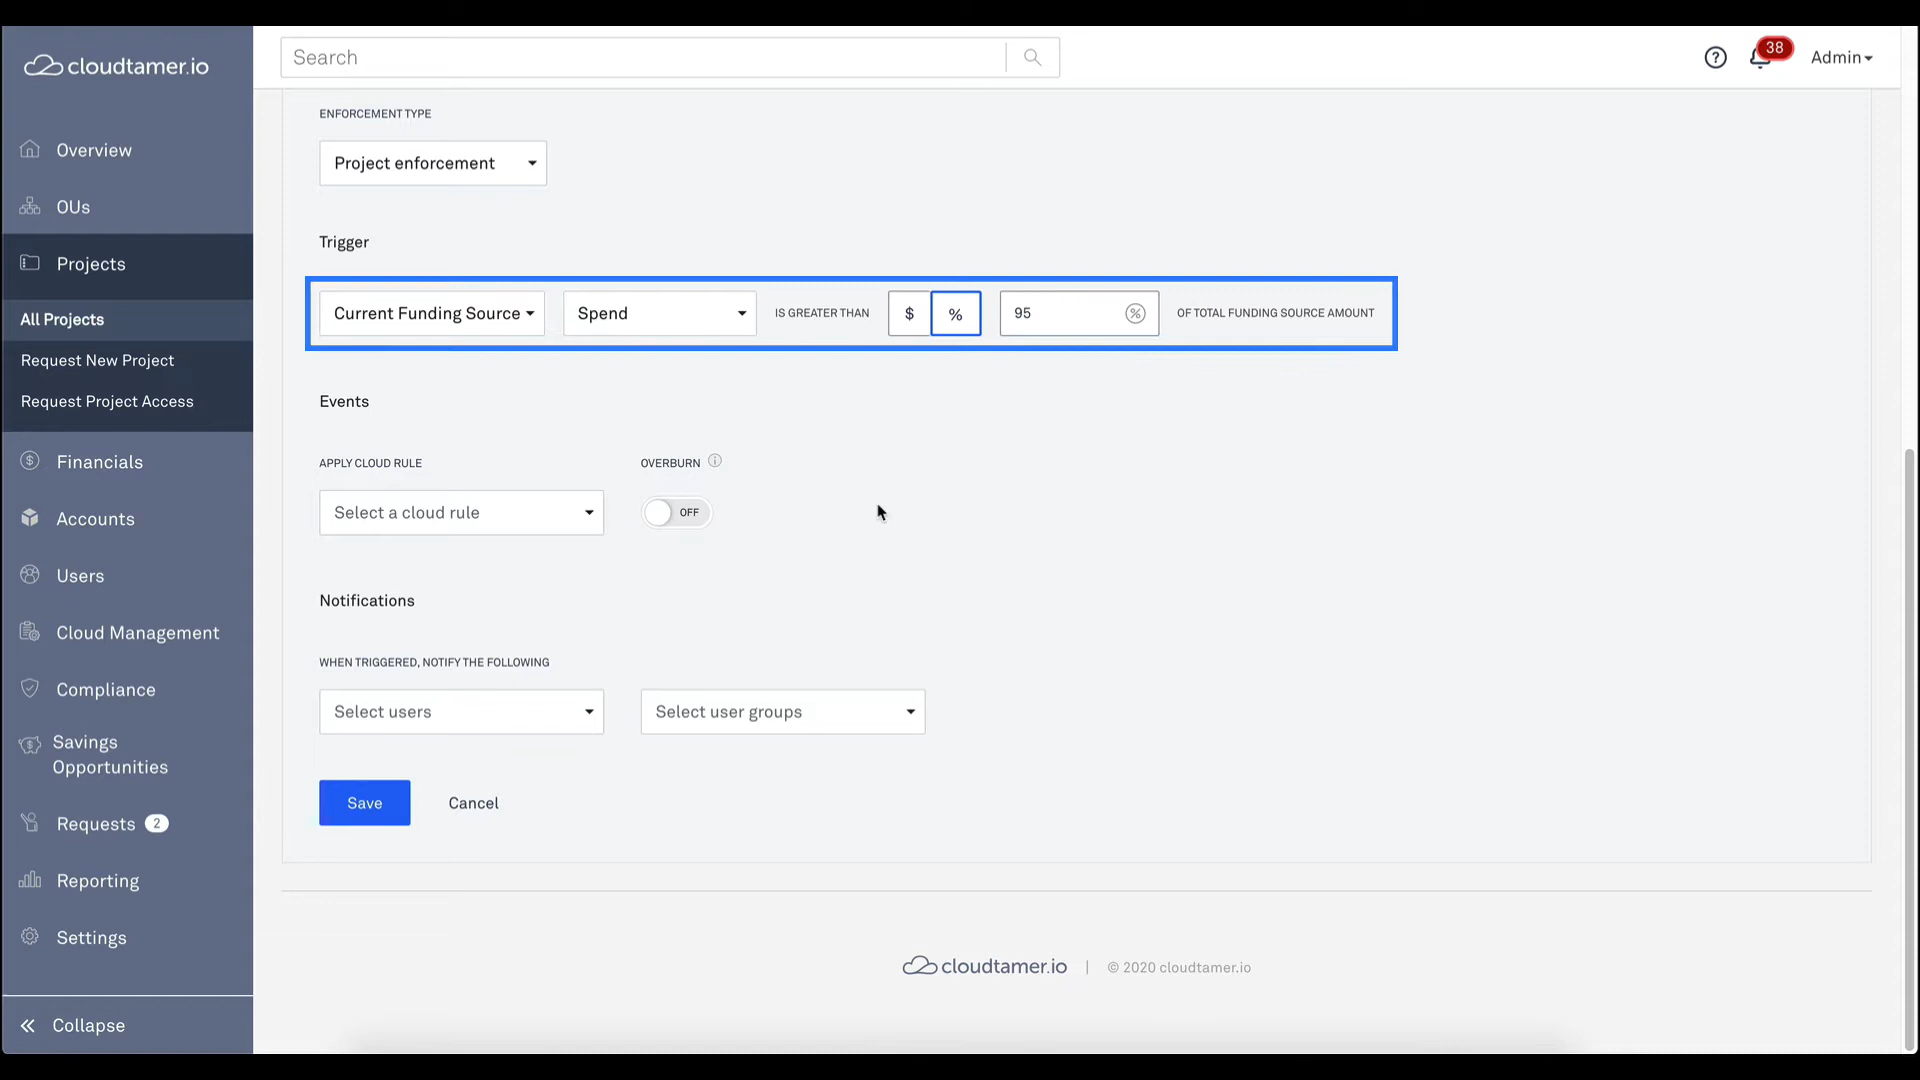 cloudtamer.io
Search
38
Admin
Overview
OUs
Projects
All Projects
Request New Project
Request Project Access
Financials
Accounts
Users
Cloud Management
Compliance
Savings
Opportunities
Requests 2
Reporting
Settings
Collapse
ENFORCEMENT TYPE
Project enforcement
Trigger
Current Funding Source Spend IS GREATER THAN $ % 95 % OF TOTAL FUNDING SOURCE AMOUNT
Events
APPLY CLOUD RULE OVERBURN
Select a cloud rule OFF
Notifications
WHEN TRIGGERED, NOTIFY THE FOLLOWING
Select users Select user groups
Save Cancel
cloudtamer.io | © 2020 cloudtamer.io